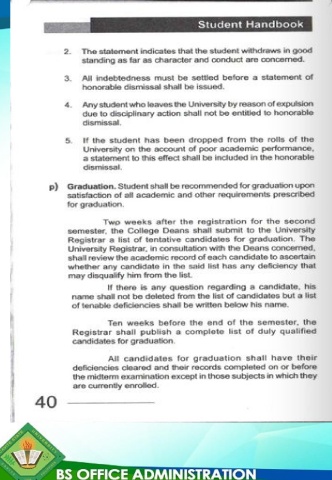 Student Handbook
2. The statement indicates that the student withdraws in good
standing as far as character and conduct are concerned.
3. All indebtedness must be settled before a statement of
honorable dismissal shall be issued.
4. Any student who leaves the University by reason of expulsion
due to disciplinary action shall not be entitled to honorable
dismissal.
5. If the student has been dropped from the rolls of the
University on the account of poor academic performance,
a statement to this effect shall be included in the honorable
dismissal.
p) Graduation. Student shall be recommended for graduation upon
satisfaction of all academic and other requirements prescribed
for graduation.
Two weeks after the registration for the second
semester, the College Deans shall submit to the University
Registrar a list of tentative candidates for graduation. The
University Registrar, in consultation with the Deans concerned,
shall review the academic record of each candidate to ascertain
whether any candidate in the said list has any deficiency that
may disqualify him from the list.
If there is any question regarding a candidate, his
name shall not be deleted from the list of candidates but a list
of tenable deficiencies shall be written below his name.
Ten weeks before the end of the semester, the
Registrar shall publish a complete list of duly qualified
candidates for graduation.
All candidates for graduation shall have their
deficiencies cleared and their records completed on or before
the midterm examination except in those subjects in which they
are currently enrolled.
40
BS OFFICE ADMINISTRATION